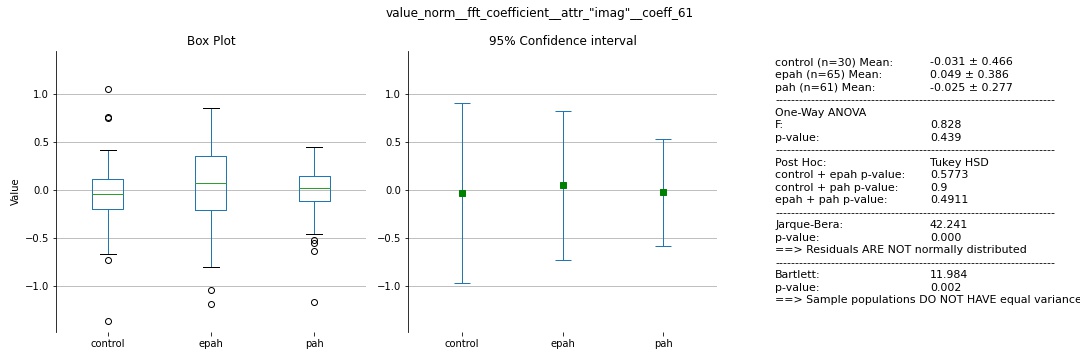 value_norm__fft_coefficient__attr_"imag"__coeff_61
Box Plot
Value
1.0
0.5
0.0
−0.5
−1.0
control epah pah
95% Confidence interval
1.0
0.5
0.0
−0.5
−1.0
control epah pah
control (n=30) Mean: -0.031 ± 0.466
epah (n=65) Mean: 0.049 ± 0.386
pah (n=61) Mean: -0.025 ± 0.277
One-Way ANOVA
F: 0.828
p-value: 0.439
Post Hoc: Tukey HSD
control + epah p-value: 0.5773
control + pah p-value: 0.9
epah + pah p-value: 0.4911
Jarque-Bera: 42.241
p-value: 0.000
==> Residuals ARE NOT normally distributed
Bartlett: 11.984
p-value: 0.002
==> Sample populations DO NOT HAVE equal variance